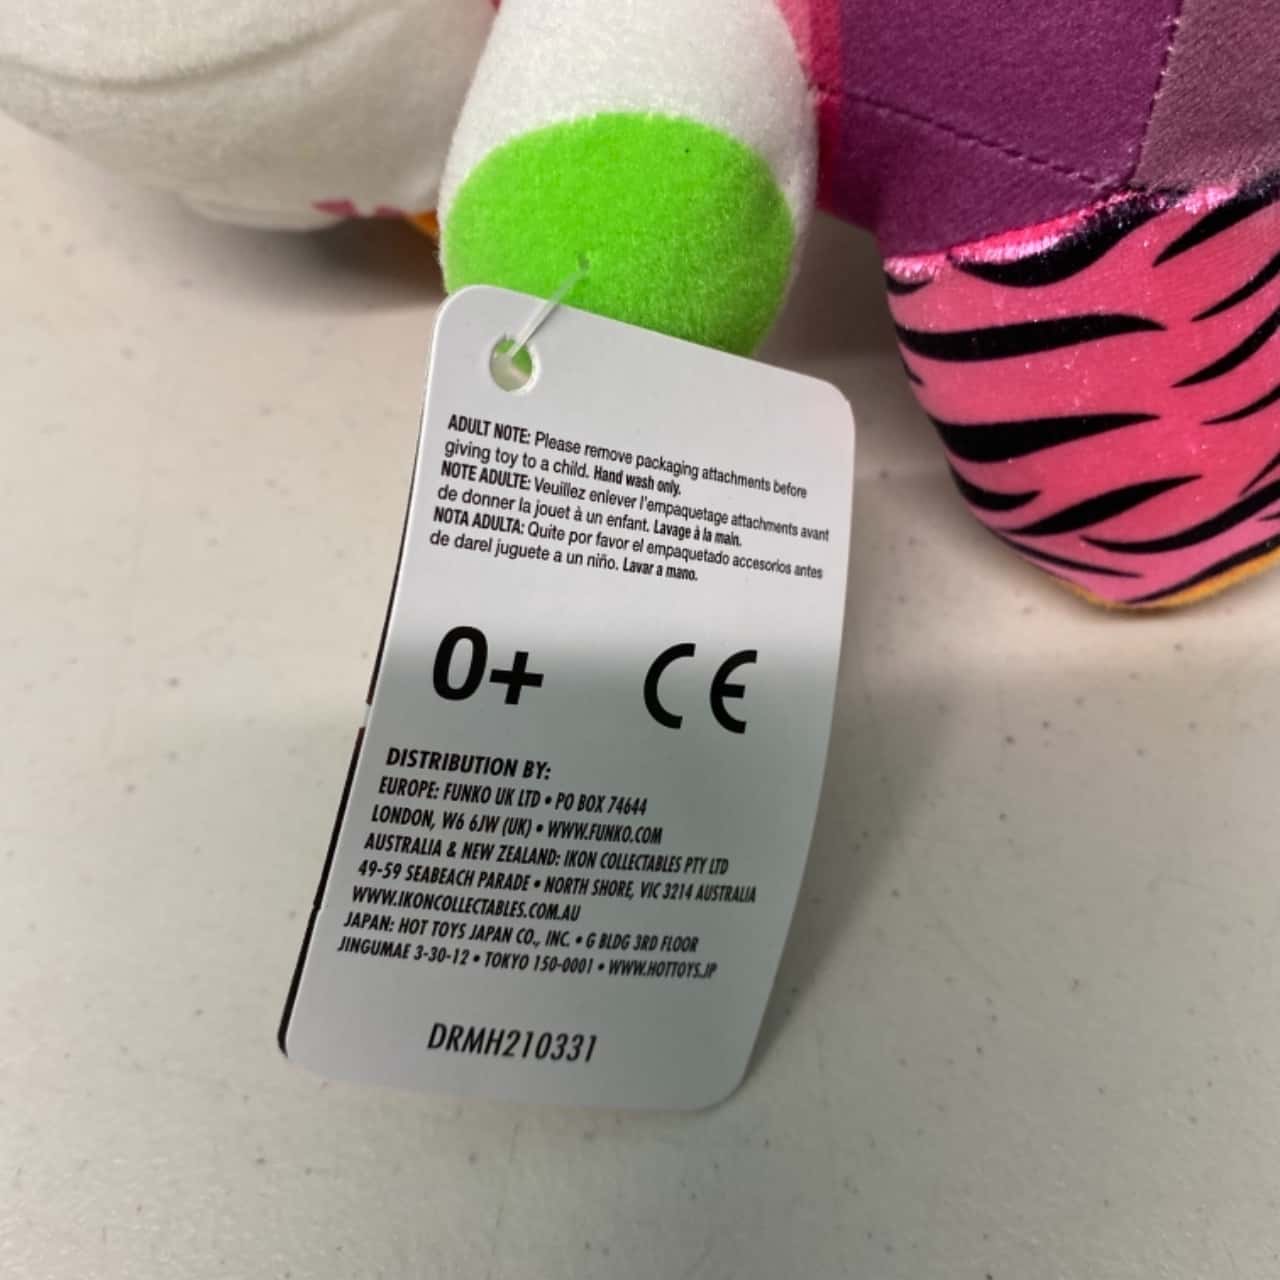 ADULT NOTE: Please remove packaging attachments before
giving toy to a child. Hand wash only.
NOTE ADULTE: Veuillez enlever l'empaquetage attachments avant
de donner la jouet à un enfant. Lavage à la main.
NOTA ADULTA: Quite por favor el empaquetado accesorios antes
de darel juguete a un niño. Lavar a mano.
0+ CE
DISTRIBUTION BY:
EUROPE: FUNKO UK LTD • PO BOX 74644
LONDON, W6 6JW (UK) • WWW.FUNKO.COM
AUSTRALIA & NEW ZEALAND: IKON COLLECTABLES PTY LTD
49-59 SEABEACH PARADE • NORTH SHORE, VIC 3214 AUSTRALIA
WWW.IKONCOLLECTABLES.COM.AU
JAPAN: HOT TOYS JAPAN CO., INC. • G BLDG 3RD FLOOR
JINGUMAE 3-30-12 • TOKYO 150-0001 • WWW.HOTTOYS.JP
DRMH210331